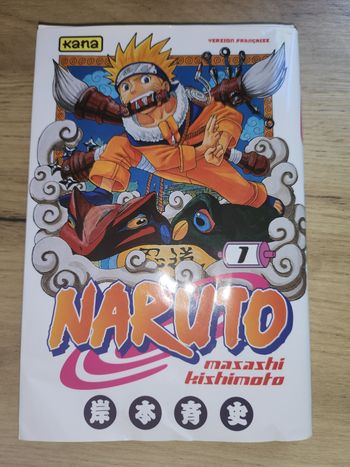 KANA
VERSION FRANÇAISE
1
NARUTO
masashi
kishimoto
岸本斉史